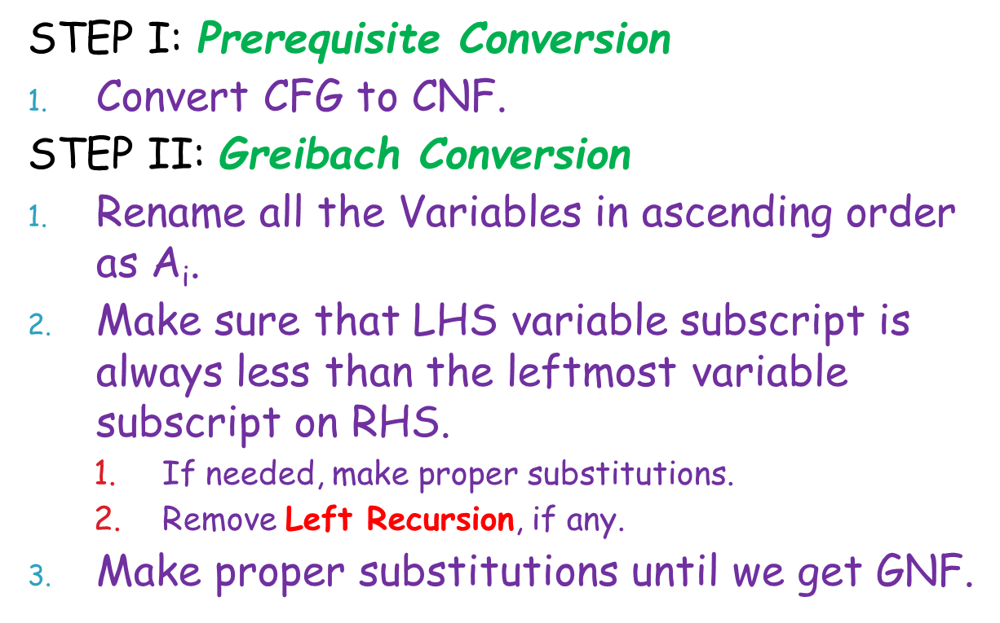 STEP I: Prerequisite Conversion
1. Convert CFG to CNF.
STEP II: Greibach Conversion
1. Rename all the Variables in ascending order
as Aᵢ.
2. Make sure that LHS variable subscript is
always less than the leftmost variable
subscript on RHS.
1. If needed, make proper substitutions.
2. Remove Left Recursion, if any.
3. Make proper substitutions until we get GNF.